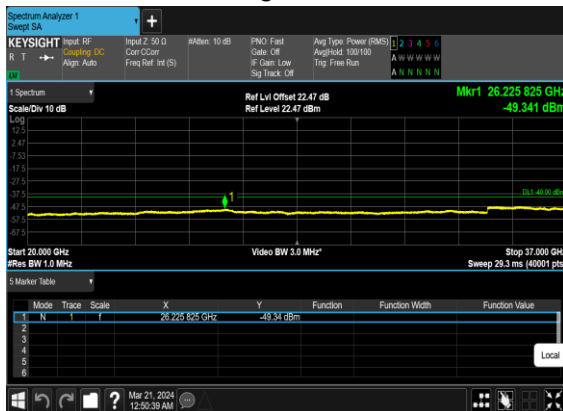 Spectrum Analyzer 1
Swept SA
+
KEYSIGHT Input: RF Input Z: 50 Ω #Atten: 10 dB PNO: Fast Avg Type: Power (RMS) 1 2 3 4 5 6
R T Coupling: DC Corr CCorr Gate: Off Avg|Hold: 100/100 A W W W W W
Align: Auto Freq Ref: Int (S) IF Gain: Low Trig: Free Run A N N N N N
Sig Track: Off
1 Spectrum Ref Lvl Offset 22.47 dB Mkr1 26.225 825 GHz
Scale/Div 10 dB Ref Level 22.47 dBm -49.341 dBm
Log
12.5
2.47
-7.53
-17.5
-27.5
-37.5 1 DL1 -40.00 dBm
-47.5
-57.5
-67.5
Start 20.000 GHz Video BW 3.0 MHz* Stop 37.000 GHz
#Res BW 1.0 MHz Sweep 29.3 ms (40001 pts)
5 Marker Table
Mode Trace Scale X Y Function Function Width Function Value
1 N 1 f 26.225 825 GHz -49.34 dBm
2
3
4
5
6
Local
? Mar 21, 2024
12:50:39 AM